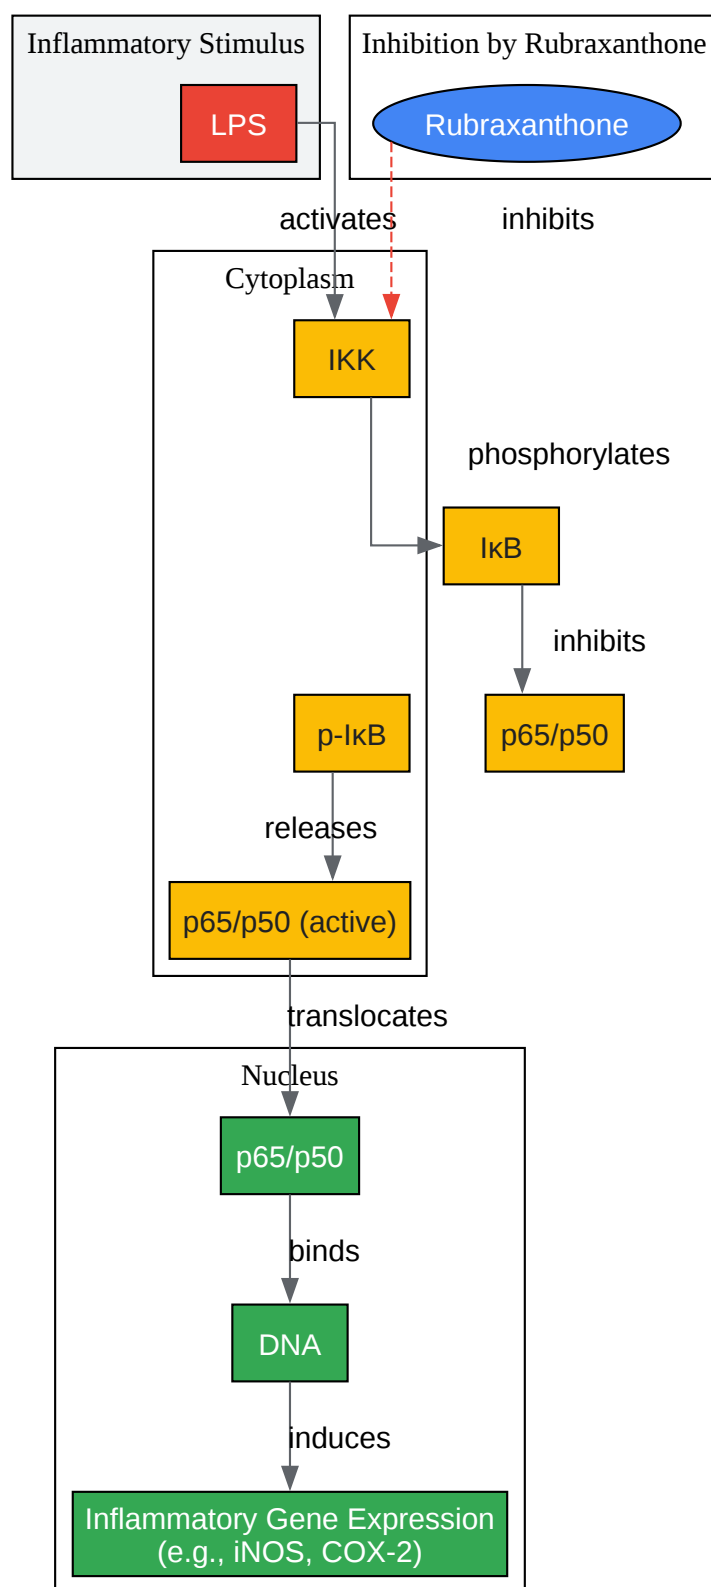 Inflammatory Stimulus
Inhibition by Rubraxanthone
LPS
Rubraxanthone
activates
inhibits
Cytoplasm
IKK
phosphorylates
IκB
inhibits
p-IκB
p65/p50
releases
p65/p50 (active)
translocates
Nucleus
p65/p50
binds
DNA
induces
Inflammatory Gene Expression
(e.g., iNOS, COX-2)